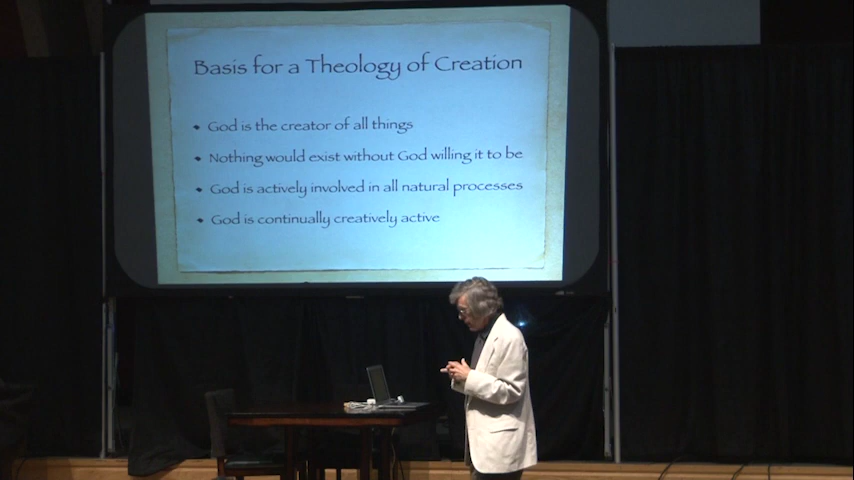 Basis for a Theology of Creation
God is the creator of all things
Nothing would exist without God willing it to be
God is actively involved in all natural processes
God is continually creatively active